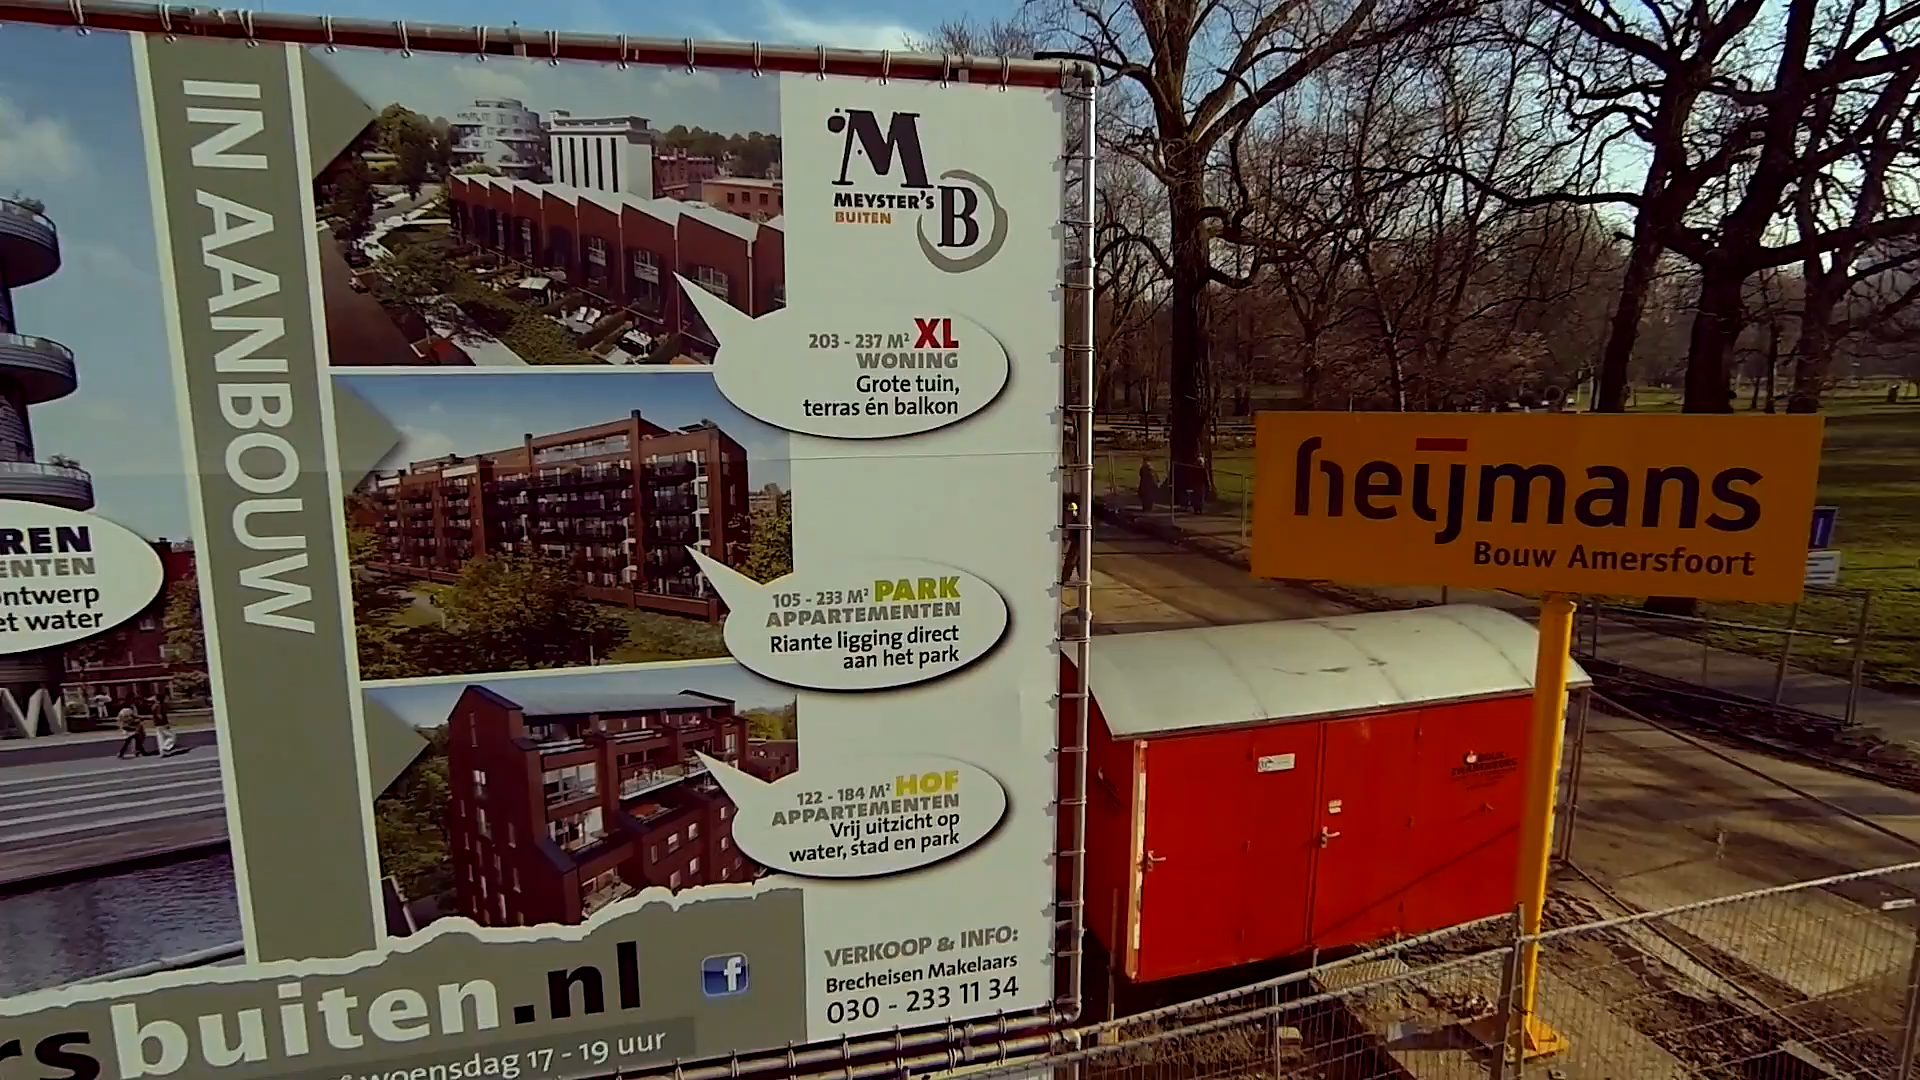 IN AANBOUW
M
MEYSTER'S
BUITEN
B
203 - 237 M² XL
WONING
Grote tuin,
terras én balkon
105 - 233 M² PARK
APPARTEMENTEN
Riante ligging direct
aan het park
122 - 184 M² HOF
APPARTEMENTEN
Vrij uitzicht op
water, stad en park
REN
ENTEN
ontwerp
et water
VERKOOP & INFO:
Brecheisen Makelaars
030 - 233 11 34
rsbuiten.nl
f
woensdag 17 - 19 uur
heijmans
Bouw Amersfoort